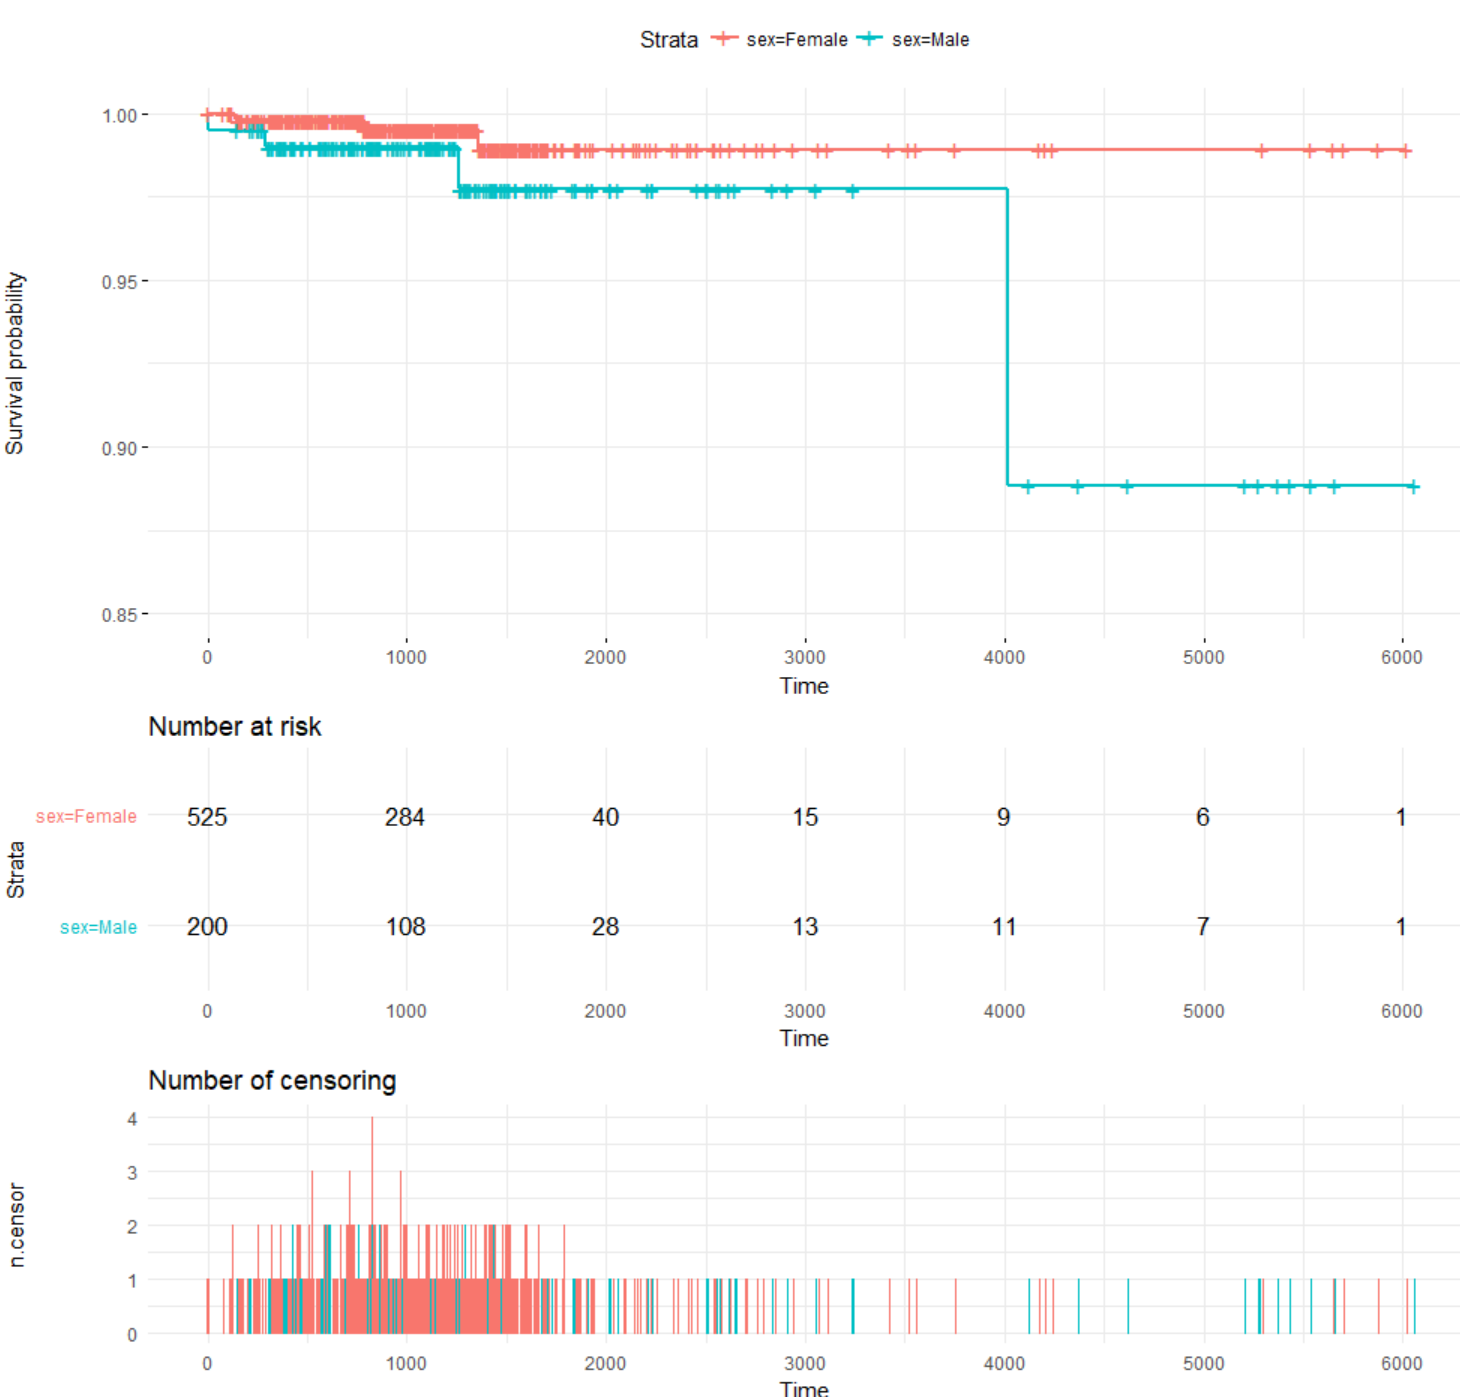 Strata sex=Female sex=Male
1.00
0.95
0.90
0.85
Survival probability
0 1000 2000 3000 4000 5000 6000
Time
Number at risk
sex=Female 525 284 40 15 9 6 1
Strata
sex=Male 200 108 28 13 11 7 1
0 1000 2000 3000 4000 5000 6000
Time
Number of censoring
4
3
2
1
0
n.censor
0 1000 2000 3000 4000 5000 6000
Time